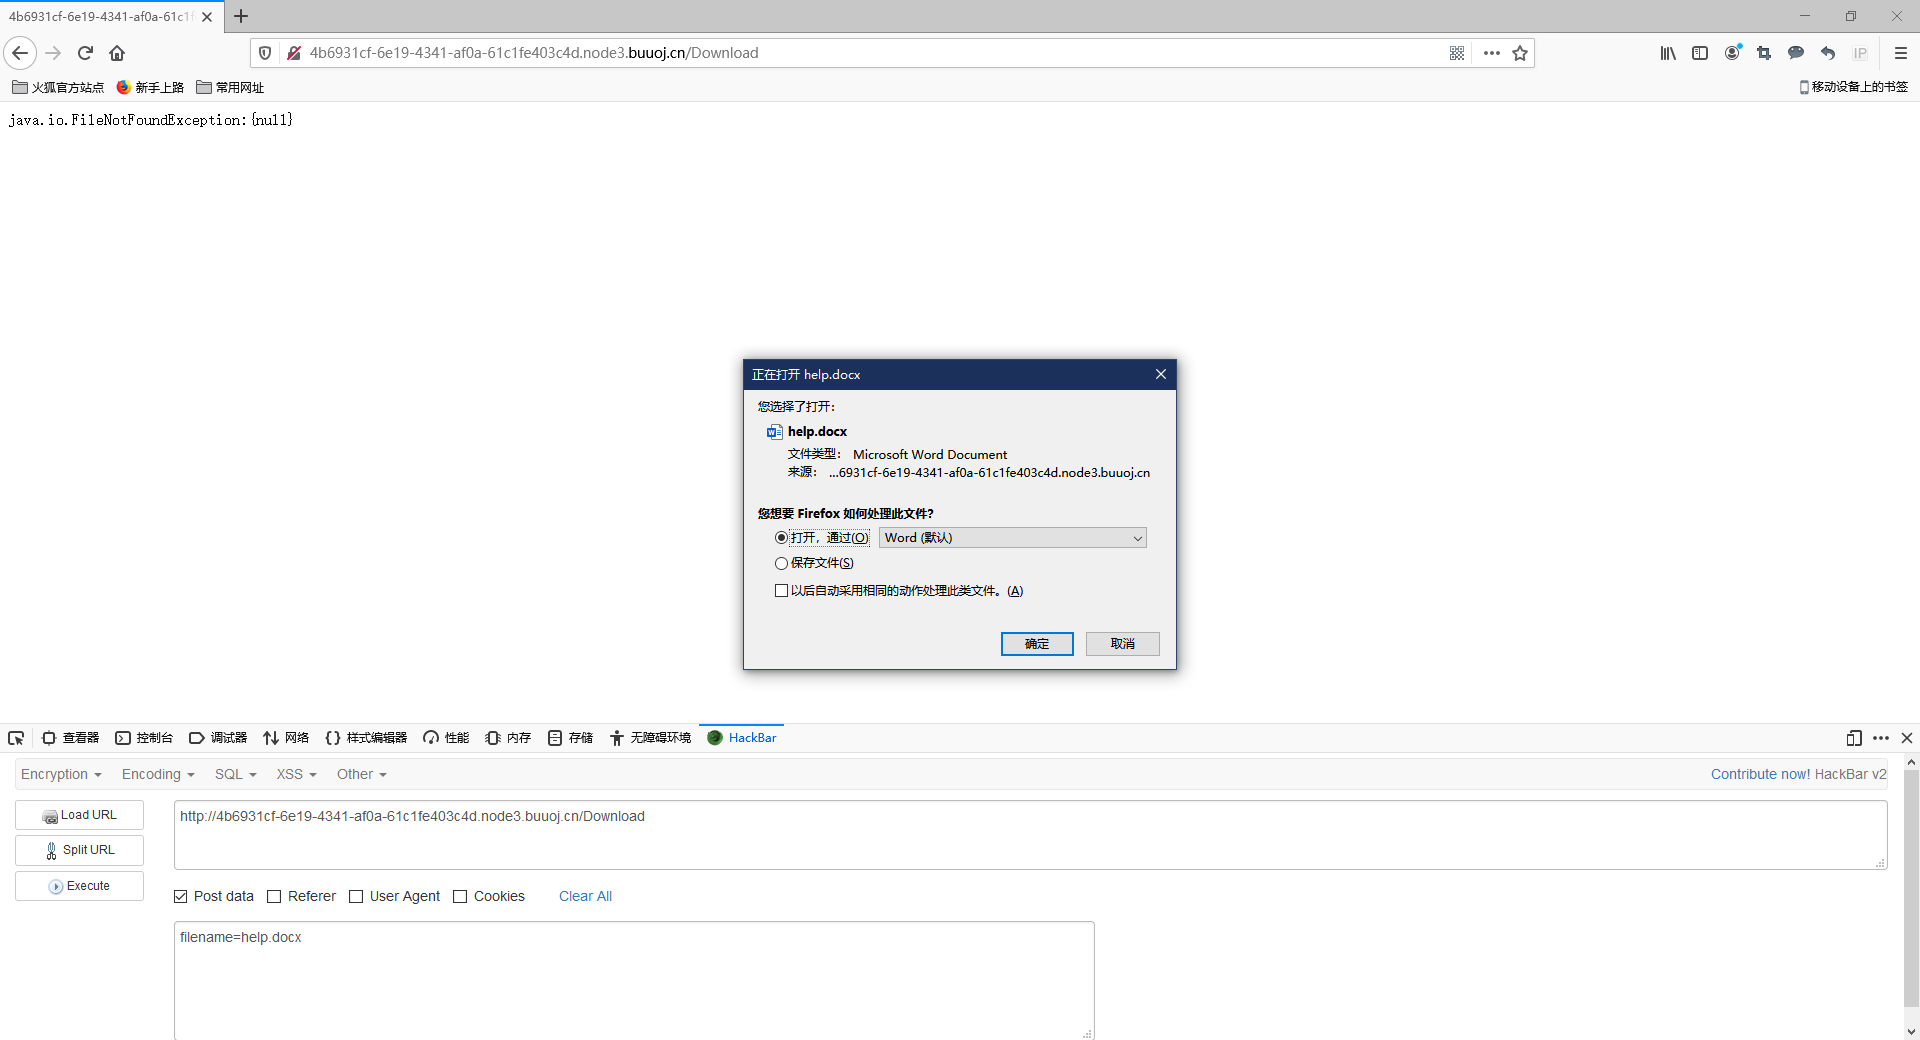 4b6931cf-6e19-4341-af0a-61c1f
4b6931cf-6e19-4341-af0a-61c1fe403c4d.node3.buuoj.cn/Download
IP
火狐官方站点 新手上路 常用网址 移动设备上的书签
java.io.FileNotFoundException:{null}
正在打开 help.docx
您选择了打开:
help.docx
文件类型: Microsoft Word Document
来源: ...6931cf-6e19-4341-af0a-61c1fe403c4d.node3.buuoj.cn
您想要 Firefox 如何处理此文件?
打开，通过(O) Word (默认)
保存文件(S)
以后自动采用相同的动作处理此类文件。(A)
确定 取消
查看器 控制台 调试器 网络 样式编辑器 性能 内存 存储 无障碍环境 HackBar
Encryption Encoding SQL XSS Other Contribute now! HackBar v2
Load URL http://4b6931cf-6e19-4341-af0a-61c1fe403c4d.node3.buuoj.cn/Download
Split URL
Execute
Post data Referer User Agent Cookies Clear All
filename=help.docx